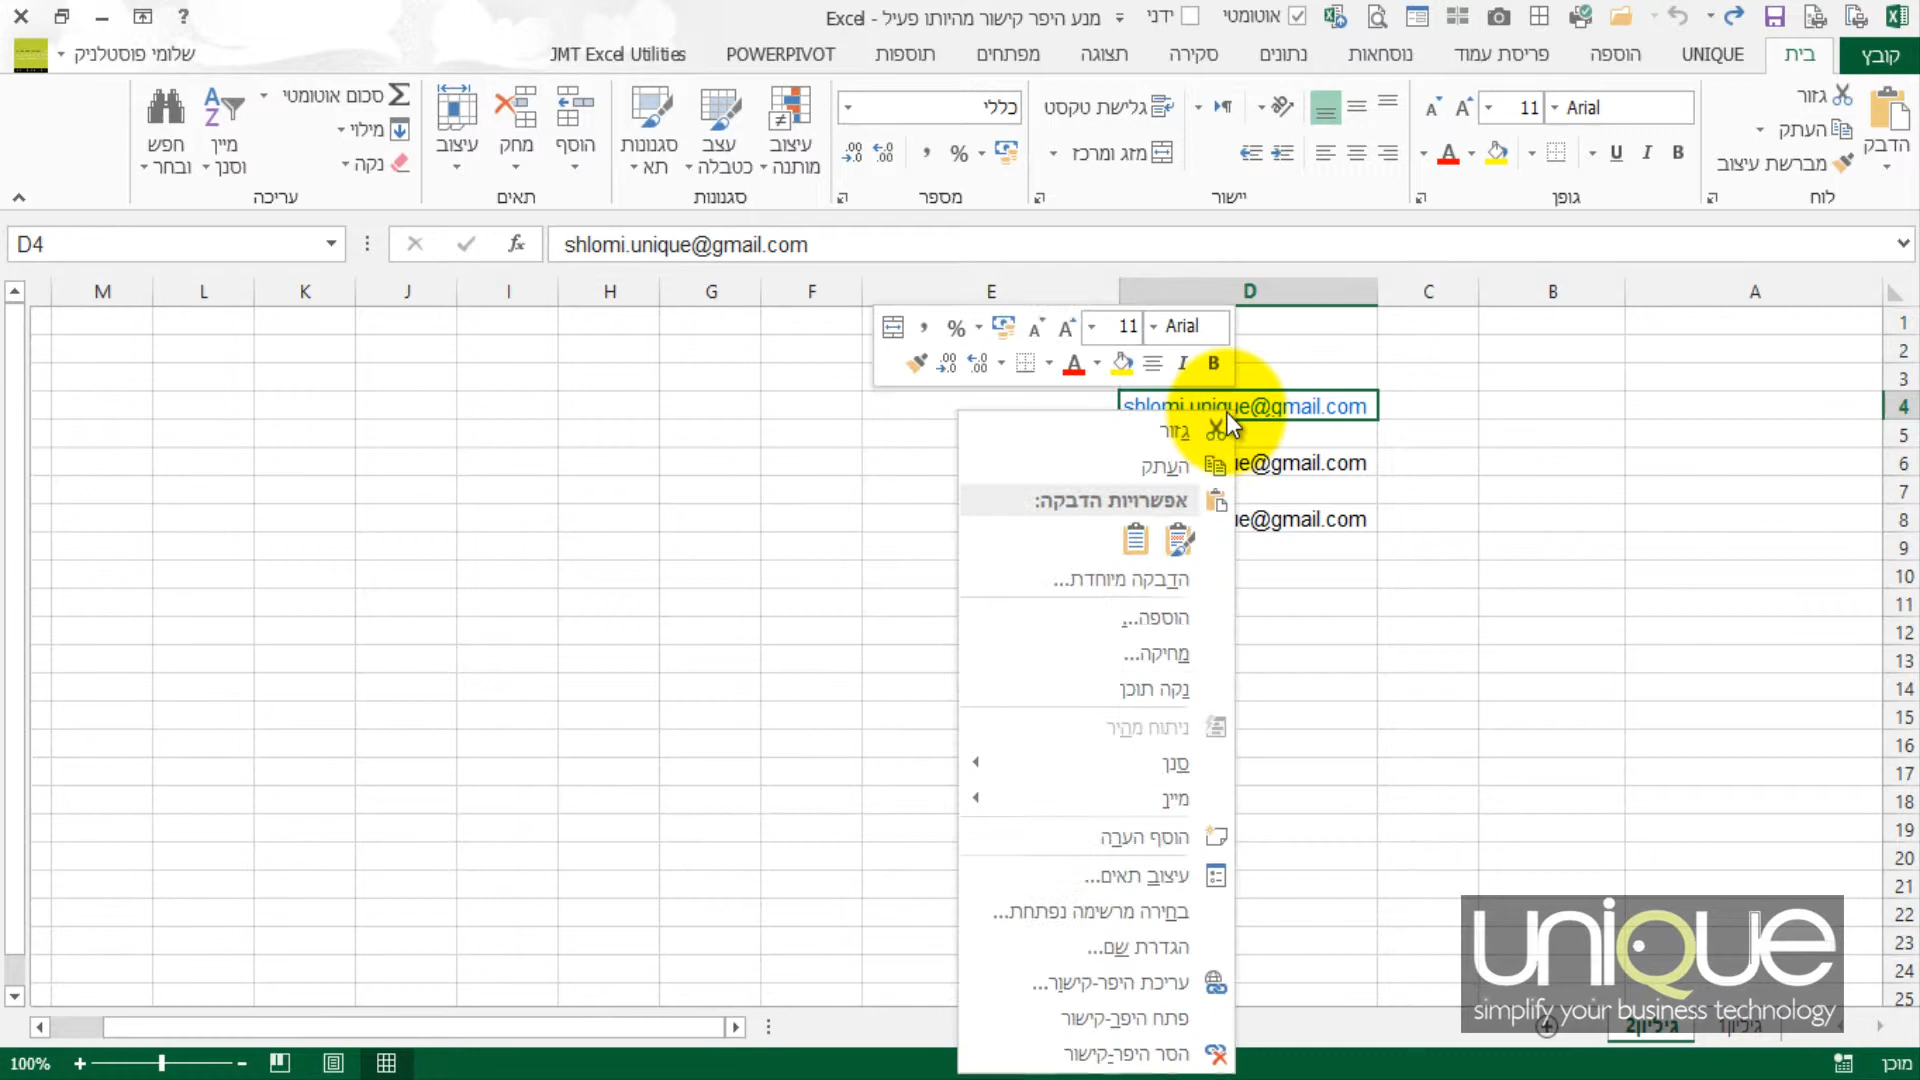 מנע היפר קישור מהיותו פעיל - Excel
ידני
אוטומטי
שלומי פוסטלניק
קובץ
בית
UNIQUE
הוספה
פריסת עמוד
נוסחאות
נתונים
סקירה
תצוגה
מפתחים
תוספות
POWERPIVOT
JMT Excel Utilities
הדבק
גזור
העתק
מברשת עיצוב
לוח
Arial
11
B I U
גופן
גלישת טקסט
מזג ומרכז
יישור
כללי
%
מספר
עיצוב מותנה
עצב כטבלה
סגנונות תא
סגנונות
הוסף
מחק
עיצוב
תאים
סכום אוטומטי
מילוי
נקה
מיין וסנן
חפש ובחר
עריכה
D4
fx
shlomi.unique@gmail.com
A
B
C
D
E
F
G
H
I
J
K
L
M
1
2
3
4
5
6
7
8
9
10
11
12
13
14
15
16
17
18
19
20
21
22
23
24
25
Arial
11
%
B I
shlomi.unique@gmail.com
ue@gmail.com
ue@gmail.com
גזור
העתק
אפשרויות הדבקה:
הדבקה מיוחדת...
הוספה...
מחיקה...
נקה תוכן
ניתוח מהיר
סנן
מיין
הוסף הערה
עיצוב תאים...
בחירה מרשימה נפתחת...
הגדרת שם...
עריכת היפר-קישור...
פתח היפר-קישור
הסר היפר-קישור
unique
simplify your business technology
גיליון1
גיליון2
מוכן
100%